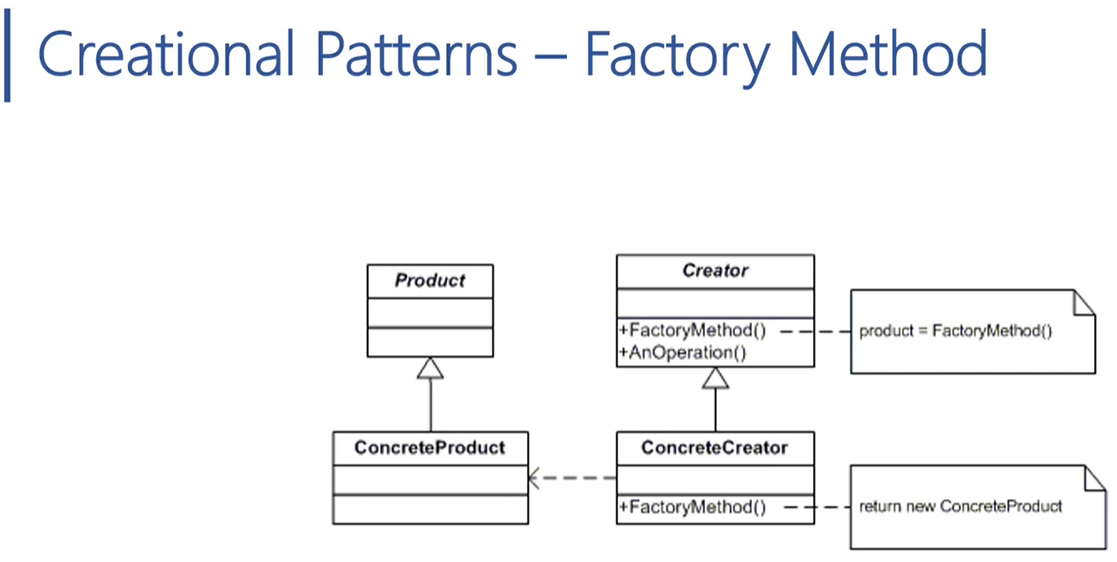 Creational Patterns – Factory Method
Product
Creator
+FactoryMethod()
+AnOperation()
product = FactoryMethod()
ConcreteProduct
ConcreteCreator
+FactoryMethod()
return new ConcreteProduct